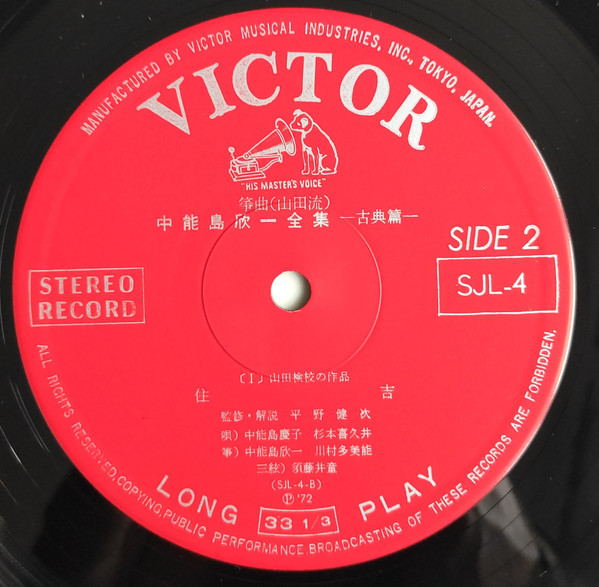 MANUFACTURED BY VICTOR MUSICAL INDUSTRIES, INC., TOKYO, JAPAN.
VICTOR
"HIS MASTER'S VOICE"
箏曲(山田流)
中能島欣一全集―古典篇―
SIDE 2
STEREO
RECORD
SJL-4
〔I〕山田検校の作品
住吉
監修・解説 平野健次
唄)中能島慶子 杉本喜久井
箏)中能島欣一 川村多美能
三絃)須藤井童
(SJL-4-B)
Ⓟ'72
LONG PLAY
33 1/3
ALL RIGHTS RESERVED.COPYING.PUBLIC PERFORMANCE.BROADCASTING OF THESE RECORDS ARE FORBIDDEN.